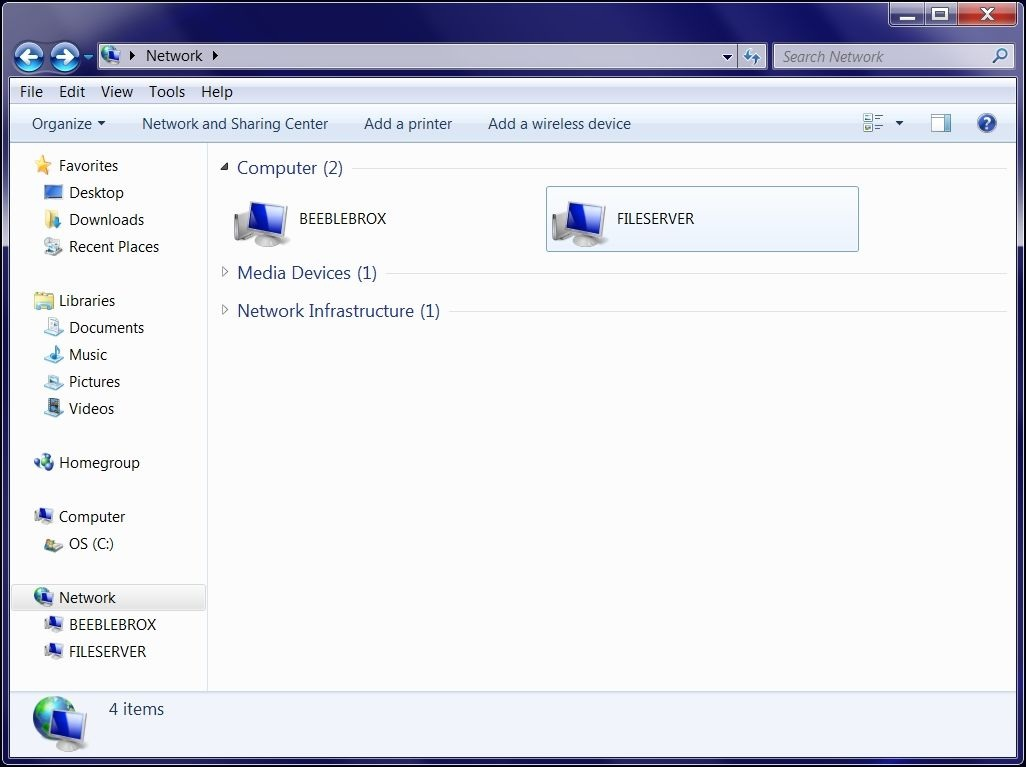 Network
Search Network
File Edit View Tools Help
Organize Network and Sharing Center Add a printer Add a wireless device
Favorites
Desktop
Downloads
Recent Places
Libraries
Documents
Music
Pictures
Videos
Homegroup
Computer
OS (C:)
Network
BEEBLEBROX
FILESERVER
Computer (2)
BEEBLEBROX
FILESERVER
Media Devices (1)
Network Infrastructure (1)
4 items